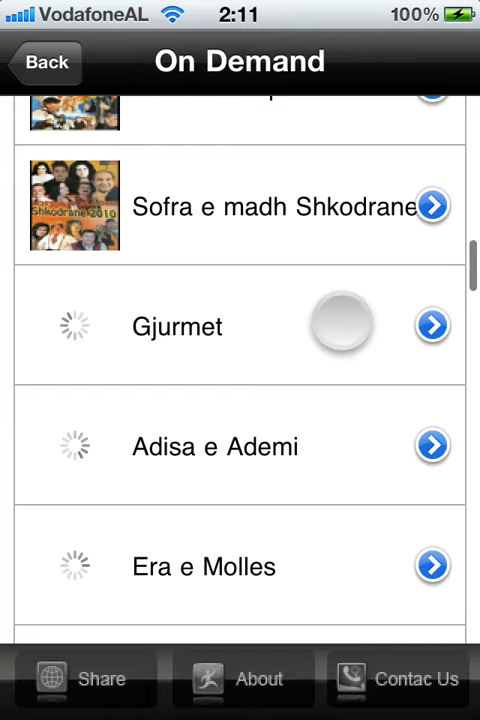 VodafoneAL 2:11 100%
Back On Demand
Shkodrane 2010
Sofra e madh Shkodrane
Gjurmet
Adisa e Ademi
Era e Molles
Share About Contac Us